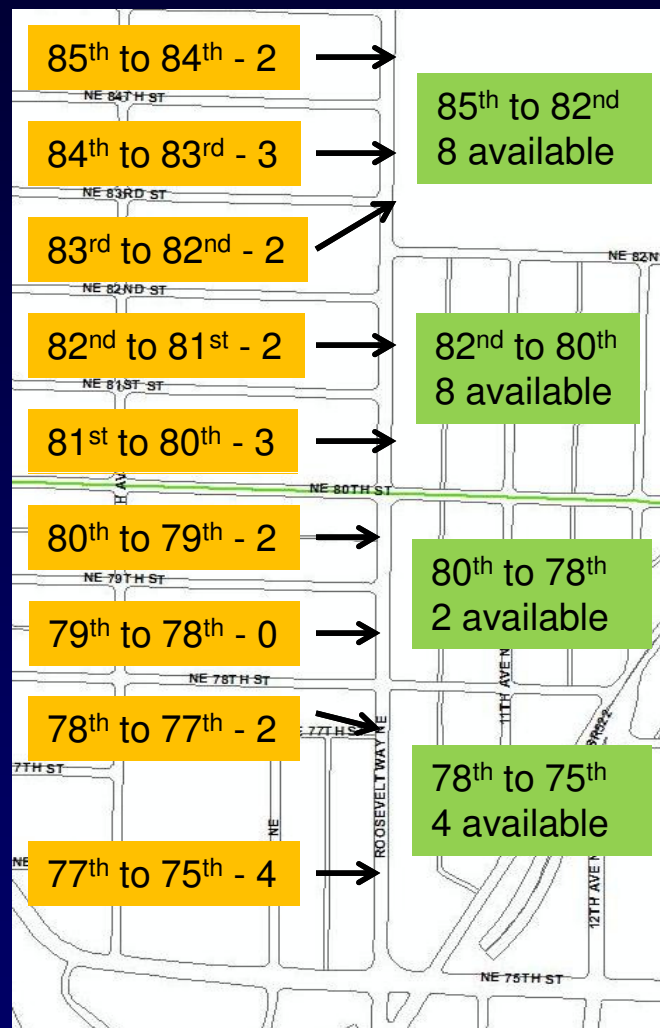 85th to 84th - 2
NE 84TH ST
85th to 82nd
8 available
84th to 83rd - 3
NE 83RD ST
83rd to 82nd - 2
NE 82N
NE 82ND ST
82nd to 81st - 2
82nd to 80th
8 available
NE 81ST ST
81st to 80th - 3
H AV
NE 80TH ST
80th to 79th - 2
80th to 78th
2 available
NE 79TH ST
79th to 78th - 0
NE 78TH ST
11TH AVE N
78th to 77th - 2
E 77TH S
SR522
7TH ST
ROOSEVELT WAY NE
78th to 75th
4 available
NE
NE
77th to 75th - 4
12TH AVE N
NE 75TH ST